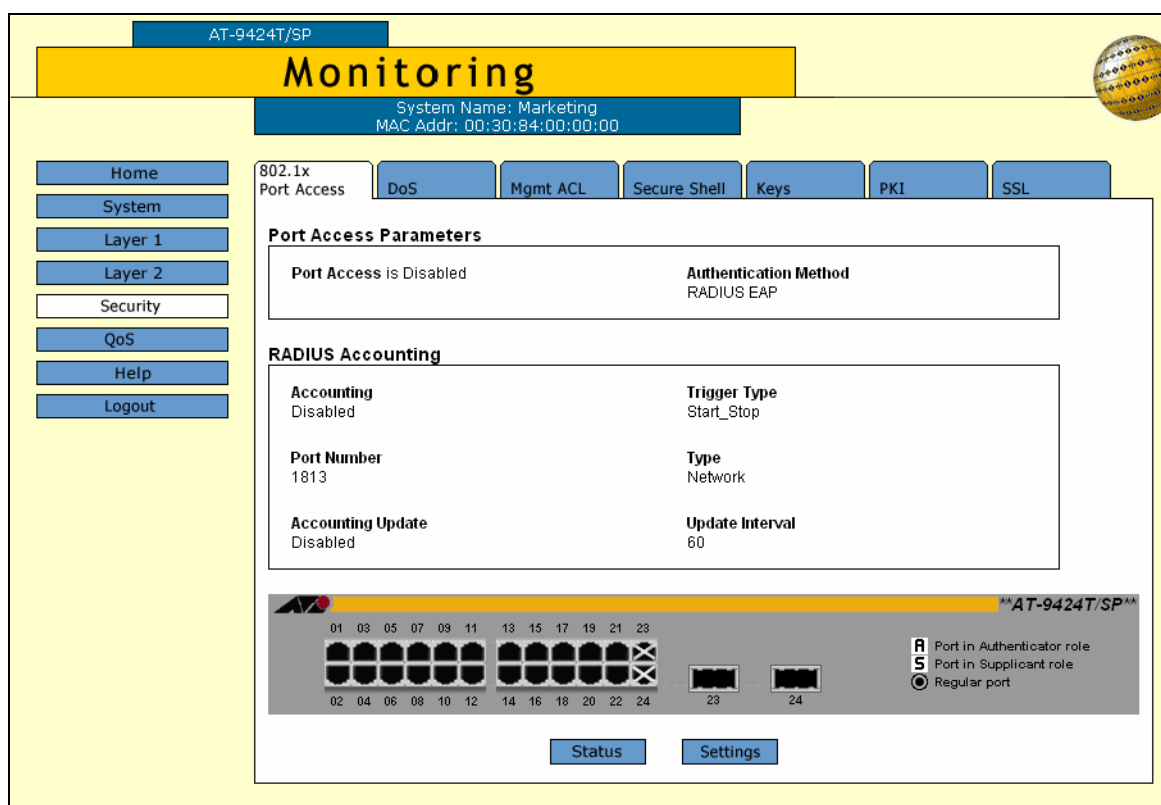 AT-9424T/SP
Monitoring
System Name: Marketing
MAC Addr: 00:30:84:00:00:00
Home
System
Layer 1
Layer 2
Security
QoS
Help
Logout
802.1x
Port Access
DoS
Mgmt ACL
Secure Shell
Keys
PKI
SSL
Port Access Parameters
Port Access is Disabled
Authentication Method
RADIUS EAP
RADIUS Accounting
Accounting
Disabled
Trigger Type
Start_Stop
Port Number
1813
Type
Network
Accounting Update
Disabled
Update Interval
60
**AT-9424T/SP**
01 03 05 07 09 11 13 15 17 19 21 23
02 04 06 08 10 12 14 16 18 20 22 24
23
24
A Port in Authenticator role
S Port in Supplicant role
Regular port
Status
Settings